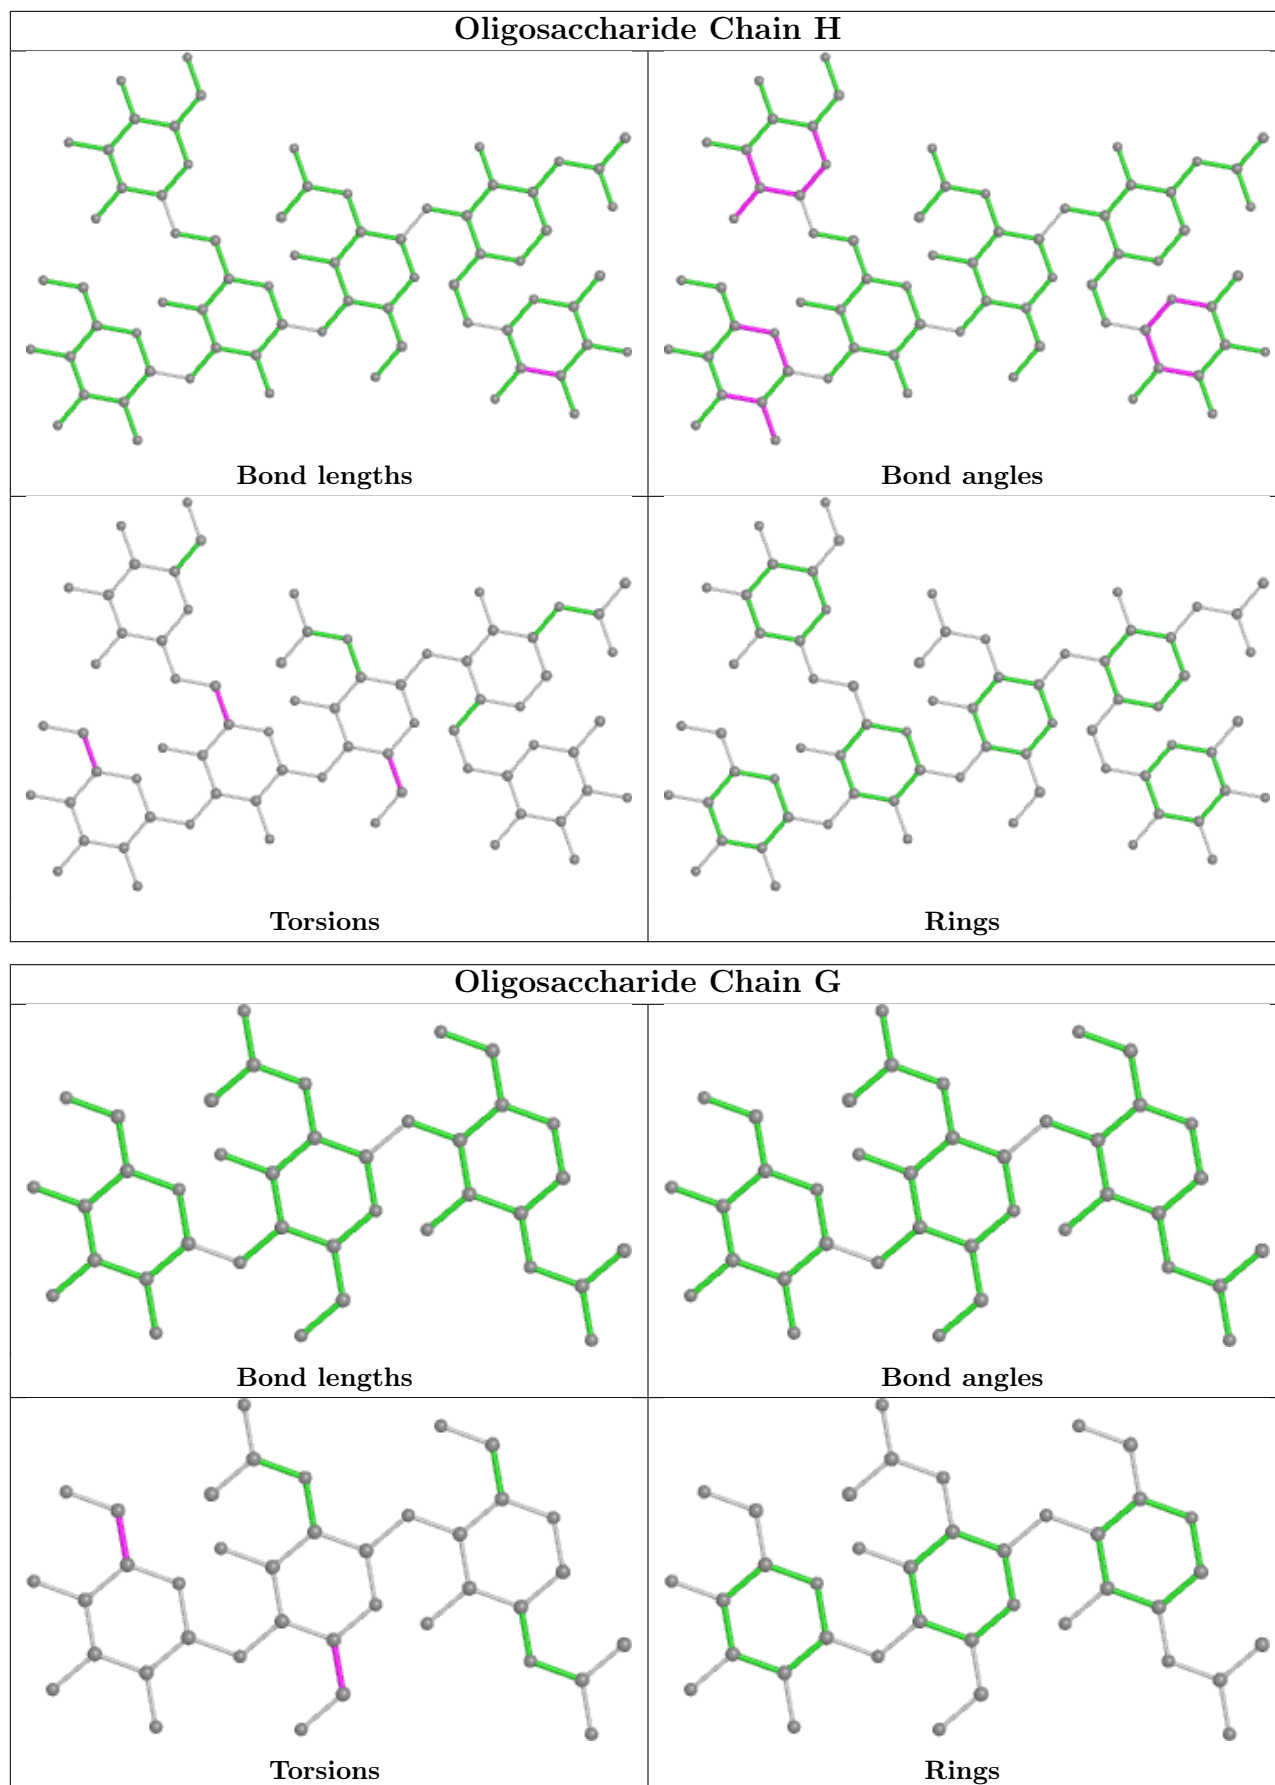 Oligosaccharide Chain H
Bond lengths
Bond angles
Torsions
Rings
Oligosaccharide Chain G
Bond lengths
Bond angles
Torsions
Rings